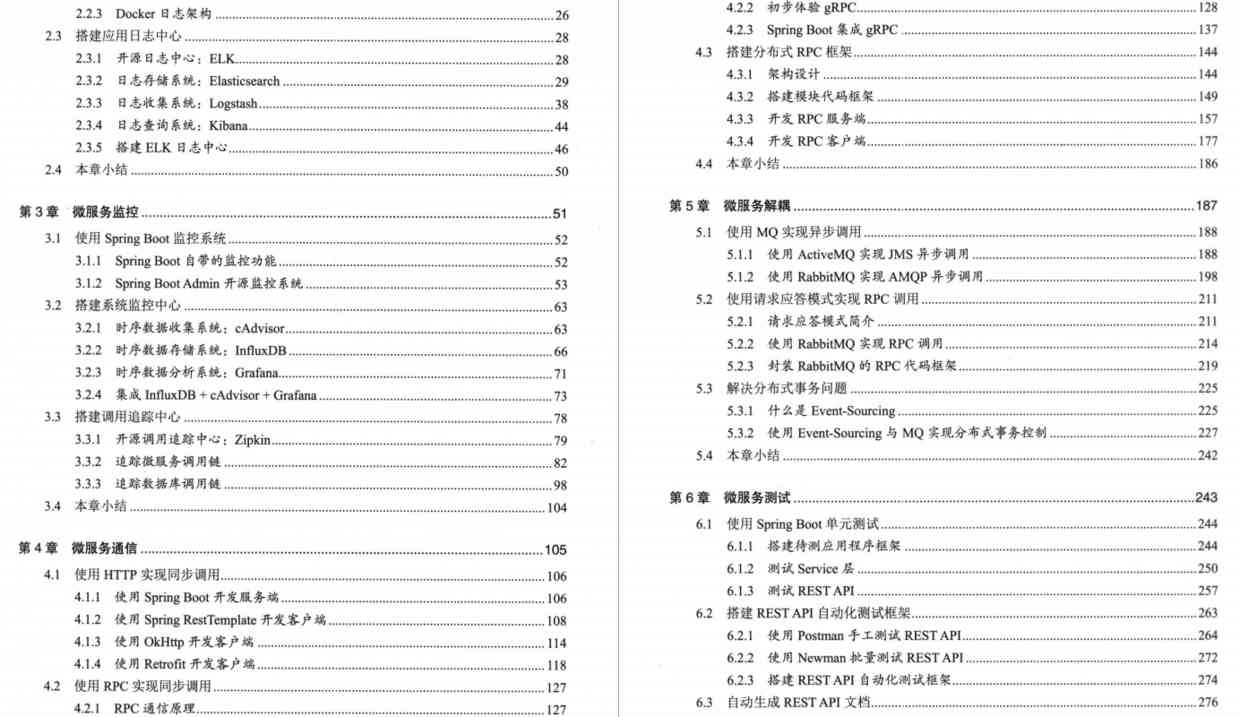 2.2.3 Docker 日志架构 26
2.3 搭建应用日志中心 28
2.3.1 开源日志中心：ELK 28
2.3.2 日志存储系统：Elasticsearch 29
2.3.3 日志收集系统：Logstash 38
2.3.4 日志查询系统：Kibana 44
2.3.5 搭建 ELK 日志中心 46
2.4 本章小结 50
第 3 章 微服务监控 51
3.1 使用 Spring Boot 监控系统 52
3.1.1 Spring Boot 自带的监控功能 52
3.1.2 Spring Boot Admin 开源监控系统 53
3.2 搭建系统监控中心 63
3.2.1 时序数据收集系统：cAdvisor 63
3.2.2 时序数据存储系统：InfluxDB 66
3.2.3 时序数据分析系统：Grafana 71
3.2.4 集成 InfluxDB + cAdvisor + Grafana 73
3.3 搭建调用追踪中心 78
3.3.1 开源调用追踪中心：Zipkin 79
3.3.2 追踪微服务调用链 82
3.3.3 追踪数据库调用链 98
3.4 本章小结 104
第 4 章 微服务通信 105
4.1 使用 HTTP 实现同步调用 106
4.1.1 使用 Spring Boot 开发服务端 106
4.1.2 使用 Spring RestTemplate 开发客户端 108
4.1.3 使用 OkHttp 开发客户端 114
4.1.4 使用 Retrofit 开发客户端 118
4.2 使用 RPC 实现同步调用 127
4.2.1 RPC 通信原理 127
4.2.2 初步体验 gRPC 128
4.2.3 Spring Boot 集成 gRPC 137
4.3 搭建分布式 RPC 框架 144
4.3.1 架构设计 144
4.3.2 搭建模块代码框架 149
4.3.3 开发 RPC 服务端 157
4.3.4 开发 RPC 客户端 177
4.4 本章小结 186
第 5 章 微服务解耦 187
5.1 使用 MQ 实现异步调用 188
5.1.1 使用 ActiveMQ 实现 JMS 异步调用 188
5.1.2 使用 RabbitMQ 实现 AMQP 异步调用 198
5.2 使用请求应答模式实现 RPC 调用 211
5.2.1 请求应答模式简介 211
5.2.2 使用 RabbitMQ 实现 RPC 调用 214
5.2.3 封装 RabbitMQ 的 RPC 代码框架 219
5.3 解决分布式事务问题 225
5.3.1 什么是 Event-Sourcing 225
5.3.2 使用 Event-Sourcing 与 MQ 实现分布式事务控制 227
5.4 本章小结 242
第 6 章 微服务测试 243
6.1 使用 Spring Boot 单元测试 244
6.1.1 搭建待测应用程序框架 244
6.1.2 测试 Service 层 250
6.1.3 测试 REST API 257
6.2 搭建 REST API 自动化测试框架 263
6.2.1 使用 Postman 手工测试 REST API 264
6.2.2 使用 Newman 批量测试 REST API 272
6.2.3 搭建 REST API 自动化测试框架 274
6.3 自动生成 REST API 文档 276